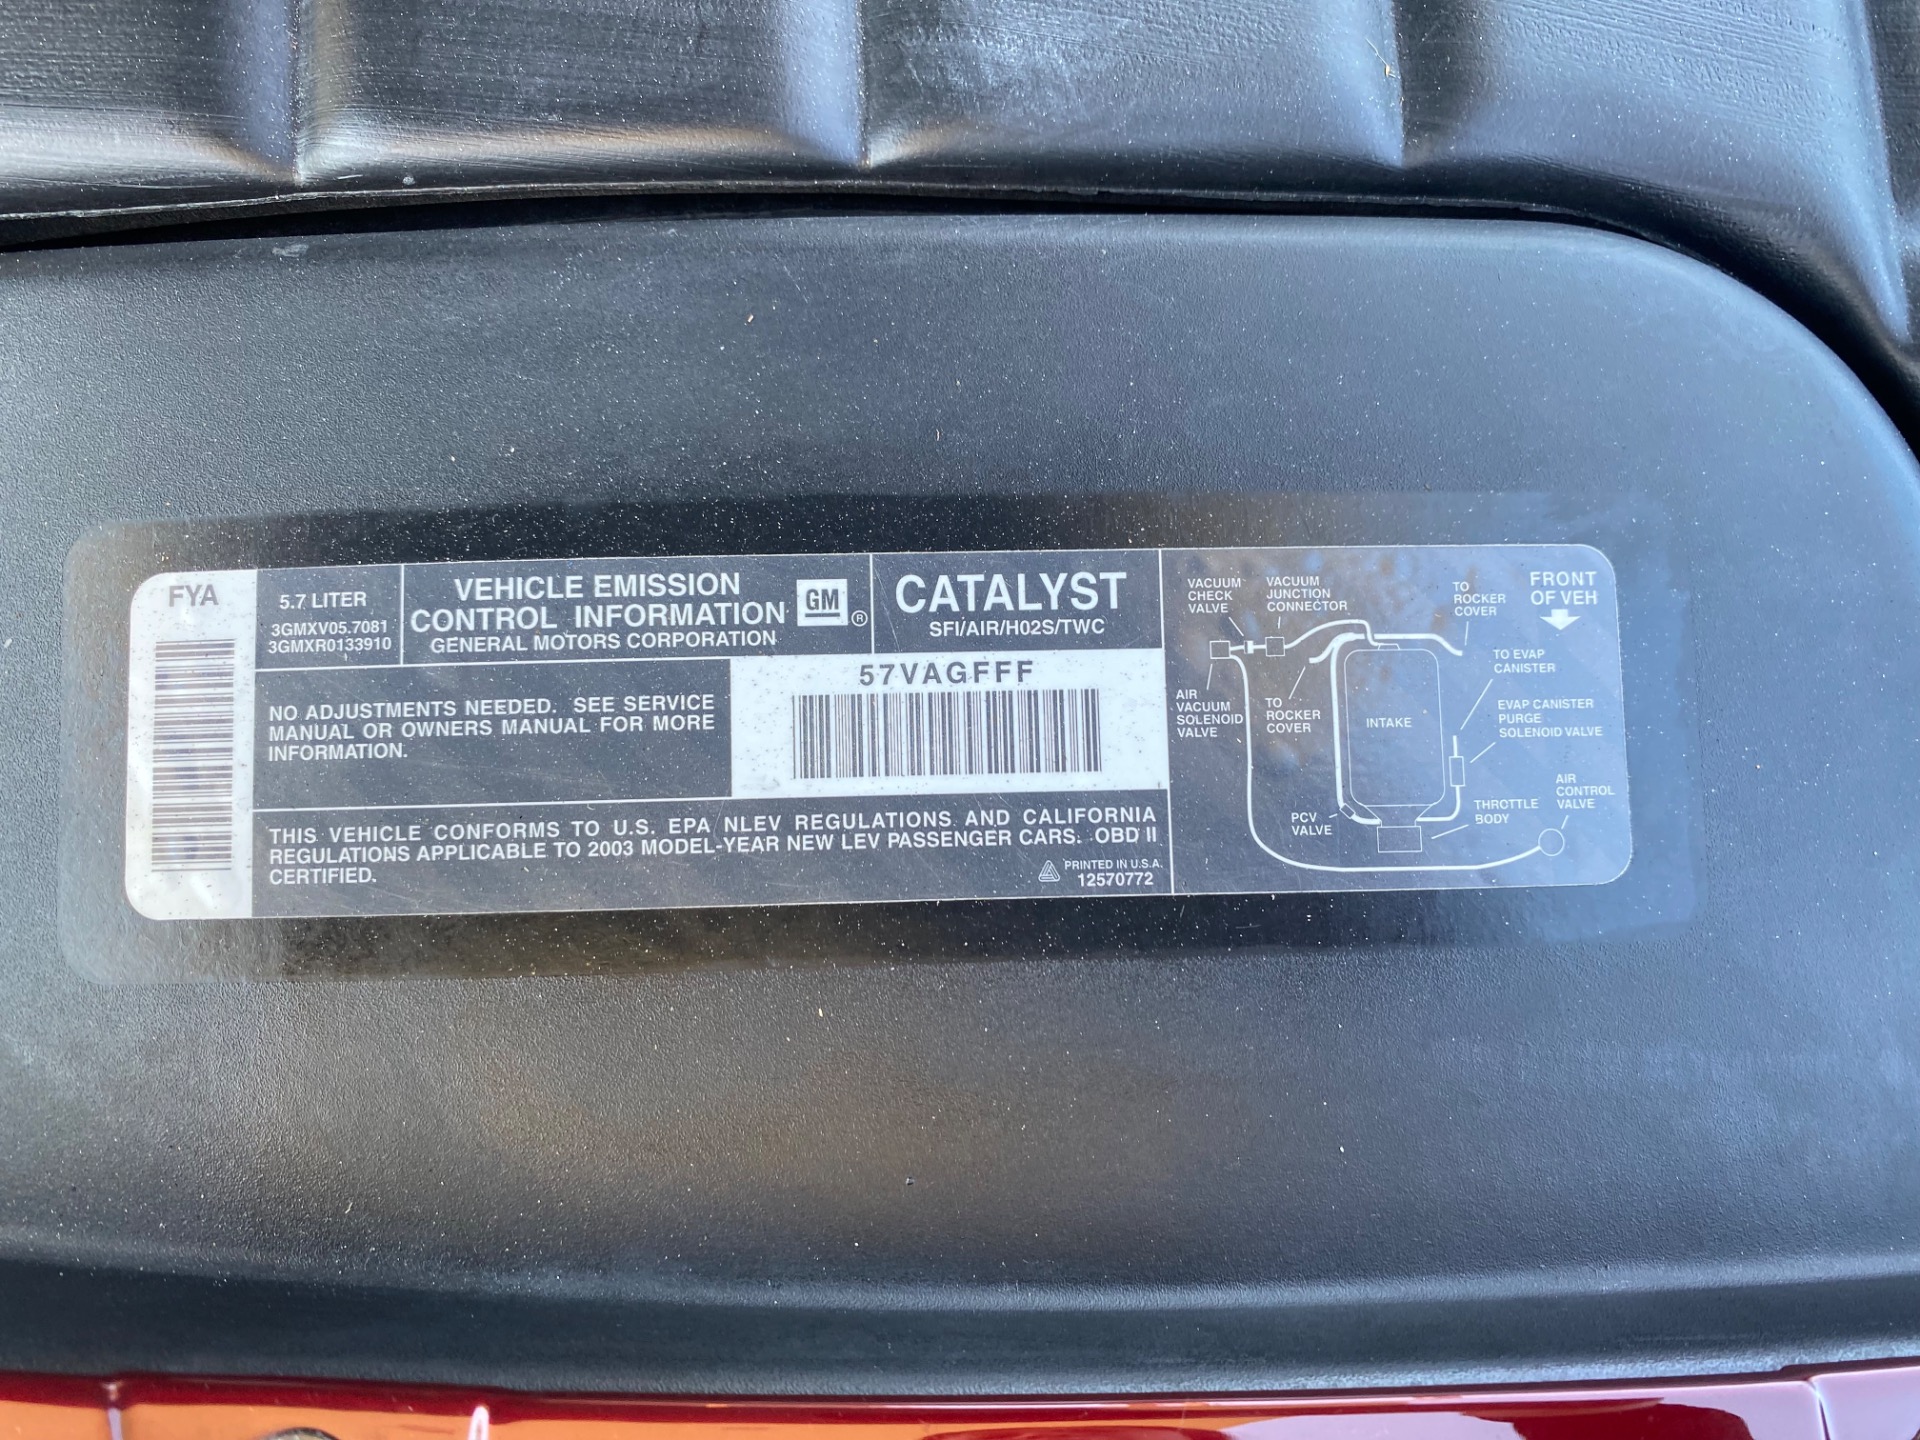 FYA
5.7 LITER
3GMXV05.7081
3GMXR0133910
VEHICLE EMISSION
CONTROL INFORMATION
GENERAL MOTORS CORPORATION
GM ®
CATALYST
SFI/AIR/H02S/TWC
NO ADJUSTMENTS NEEDED. SEE SERVICE
MANUAL OR OWNERS MANUAL FOR MORE
INFORMATION.
57VAGFFF
THIS VEHICLE CONFORMS TO U.S. EPA NLEV REGULATIONS AND CALIFORNIA
REGULATIONS APPLICABLE TO 2003 MODEL-YEAR NEW LEV PASSENGER CARS. OBD II
CERTIFIED.
PRINTED IN U.S.A.
12570772
VACUUM
CHECK
VALVE
VACUUM
JUNCTION
CONNECTOR
TO
ROCKER
COVER
FRONT
OF VEH
TO EVAP
CANISTER
AIR
VACUUM
SOLENOID
VALVE
TO
ROCKER
COVER
INTAKE
EVAP CANISTER
PURGE
SOLENOID VALVE
AIR
CONTROL
VALVE
PCV
VALVE
THROTTLE
BODY